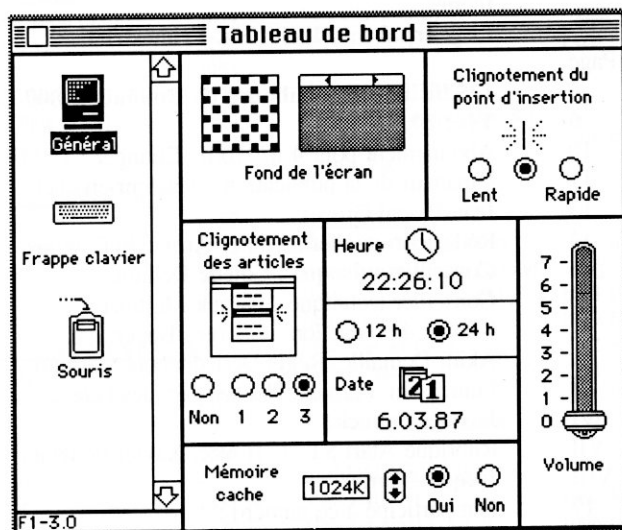 Tableau de bord
Général
Frappe clavier
Souris
F1-3.0
Fond de l'écran
Clignotement du
point d'insertion
Lent
Rapide
Clignotement
des articles
Non 1 2 3
Heure
22:26:10
12 h 24 h
Date
21
6.03.87
Mémoire
cache
1024K
Oui Non
7
6
5
4
3
2
1
0
Volume